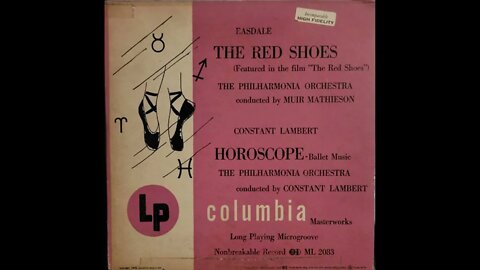 Incomparable
HIGH FIDELITY
EASDALE
THE RED SHOES
(Featured in the film "The Red Shoes")
THE PHILHARMONIA ORCHESTRA
conducted by MUIR MATHIESON
CONSTANT LAMBERT
HOROSCOPE-Ballet Music
THE PHILHARMONIA ORCHESTRA
conducted by CONSTANT LAMBERT
LP
columbia Masterworks
Long Playing Microgroove
Nonbreakable Record ML 2083